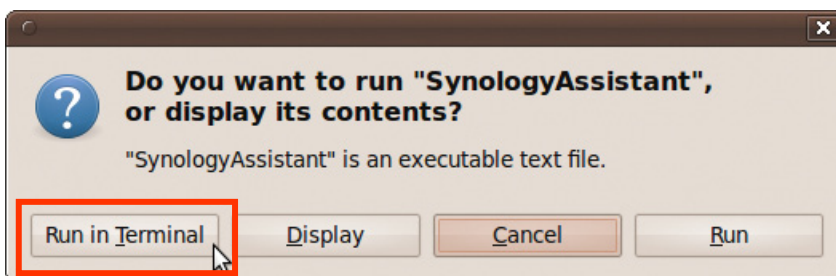 Do you want to run "SynologyAssistant",
or display its contents?
"SynologyAssistant" is an executable text file.
Run in Terminal Display Cancel Run